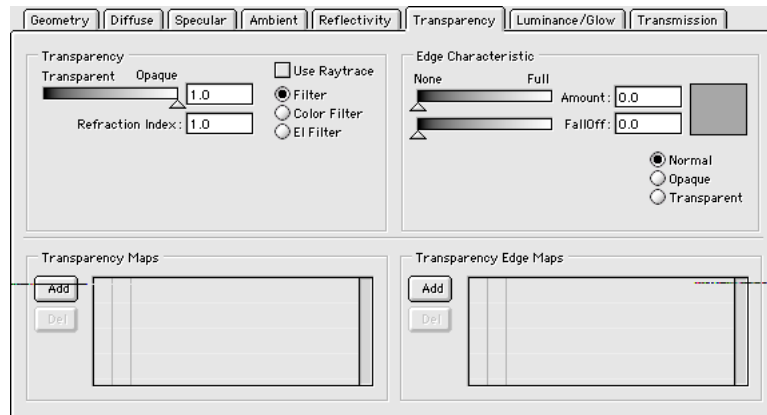 Geometry Diffuse Specular Ambient Reflectivity Transparency Luminance/Glow Transmission
Transparency
Transparent Opaque
1.0
Use Raytrace
Filter
Color Filter
EI Filter
Refraction Index: 1.0
Edge Characteristic
None Full
Amount: 0.0
FallOff: 0.0
Normal
Opaque
Transparent
Transparency Maps
Add
Del
Transparency Edge Maps
Add
Del